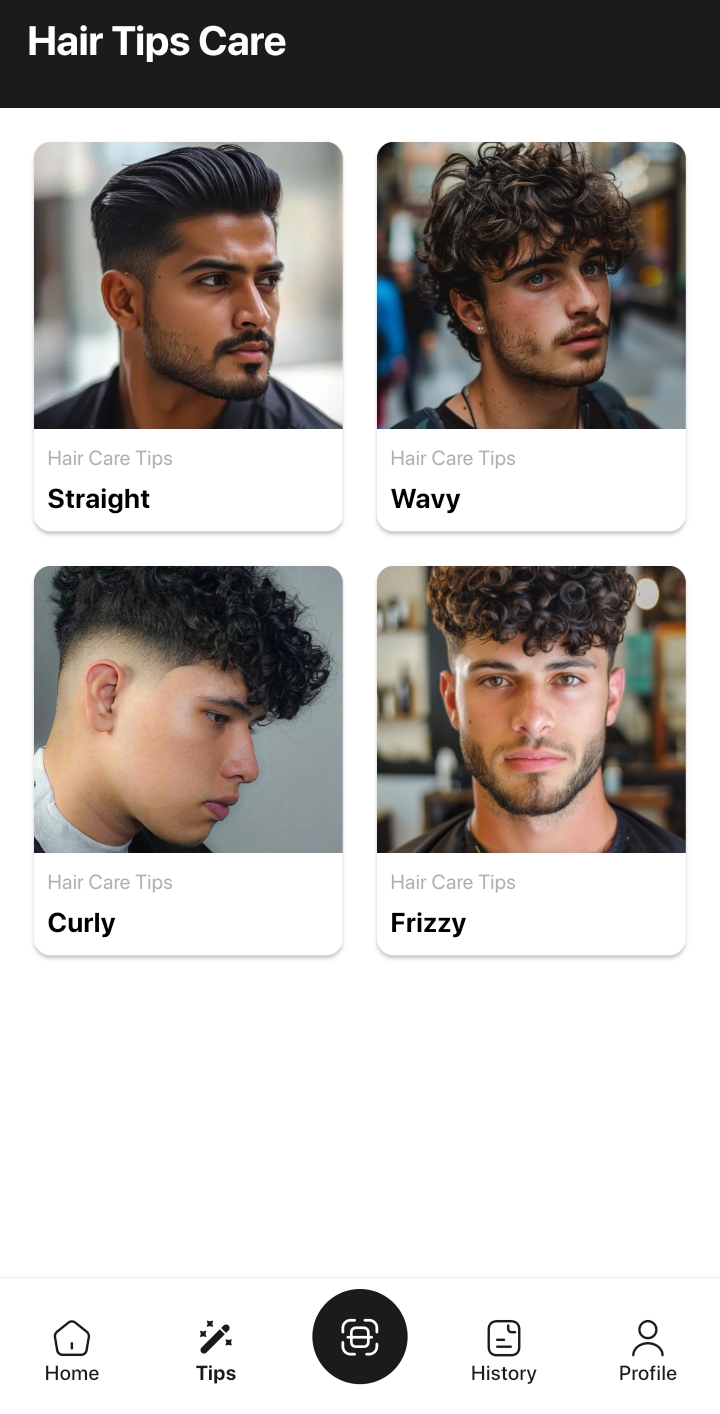 Hair Tips Care
Hair Care Tips
Straight
Hair Care Tips
Wavy
Hair Care Tips
Curly
Hair Care Tips
Frizzy
Home
Tips
History
Profile